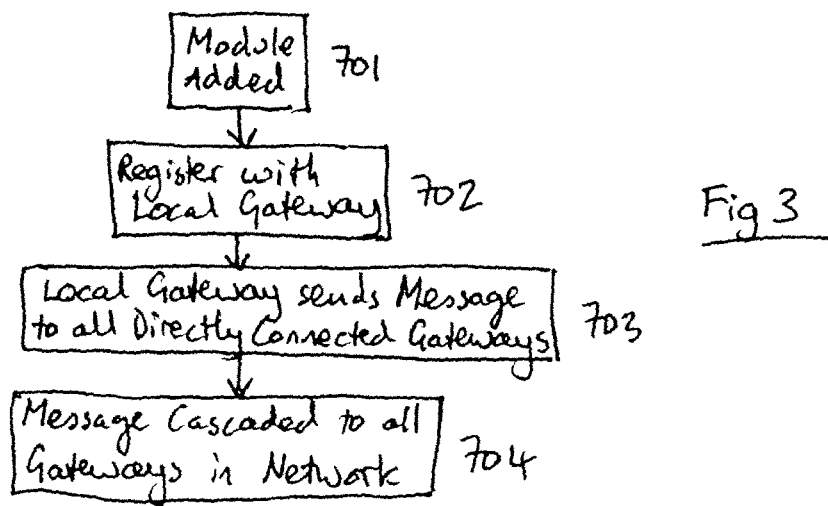 Module
Added
701
Register with
Local Gateway
702
Fig 3
Local Gateway sends Message
to all Directly Connected Gateways
703
Message Cascaded to all
Gateways in Network
704